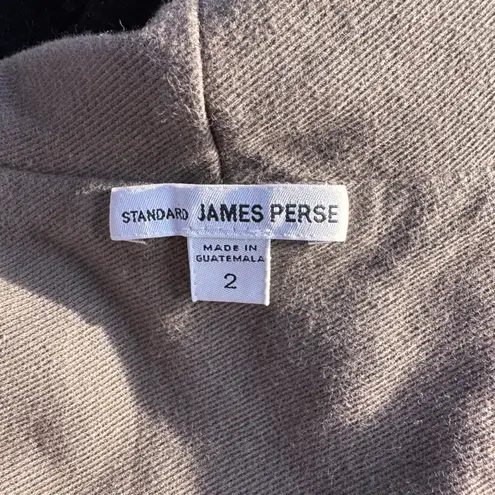 STANDARD JAMES PERSE
MADE IN
GUATEMALA
2